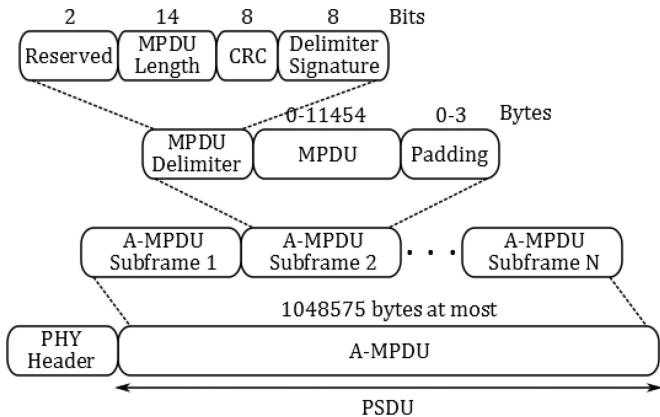 2 14 8 8 Bits
Reserved MPDU Length CRC Delimiter Signature
0-11454 0-3 Bytes
MPDU Delimiter MPDU Padding
A-MPDU Subframe 1 A-MPDU Subframe 2 · · · A-MPDU Subframe N
1048575 bytes at most
PHY Header A-MPDU
PSDU